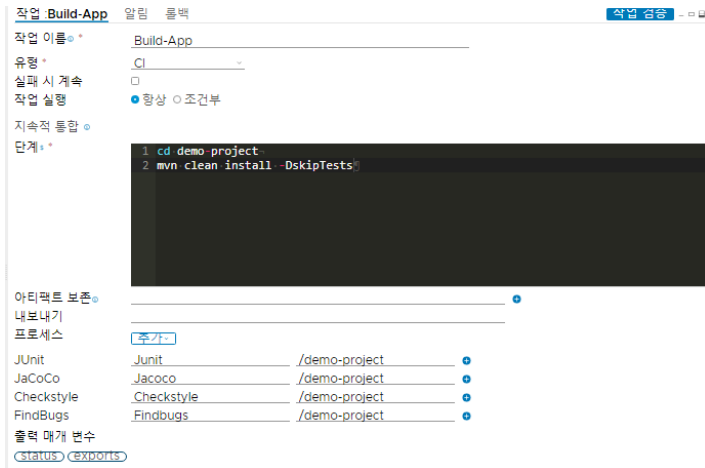 작업 :Build-App 알림 롤백 작업 검증
작업 이름 *
Build-App
유형 * CI
실패 시 계속
작업 실행 항상 조건부
지속적 통합
단계 *
1 cd demo-project
2 mvn clean install -DskipTests
아티팩트 보존
내보내기
프로세스 추가
JUnit Junit /demo-project
JaCoCo Jacoco /demo-project
Checkstyle Checkstyle /demo-project
FindBugs Findbugs /demo-project
출력 매개 변수
status exports